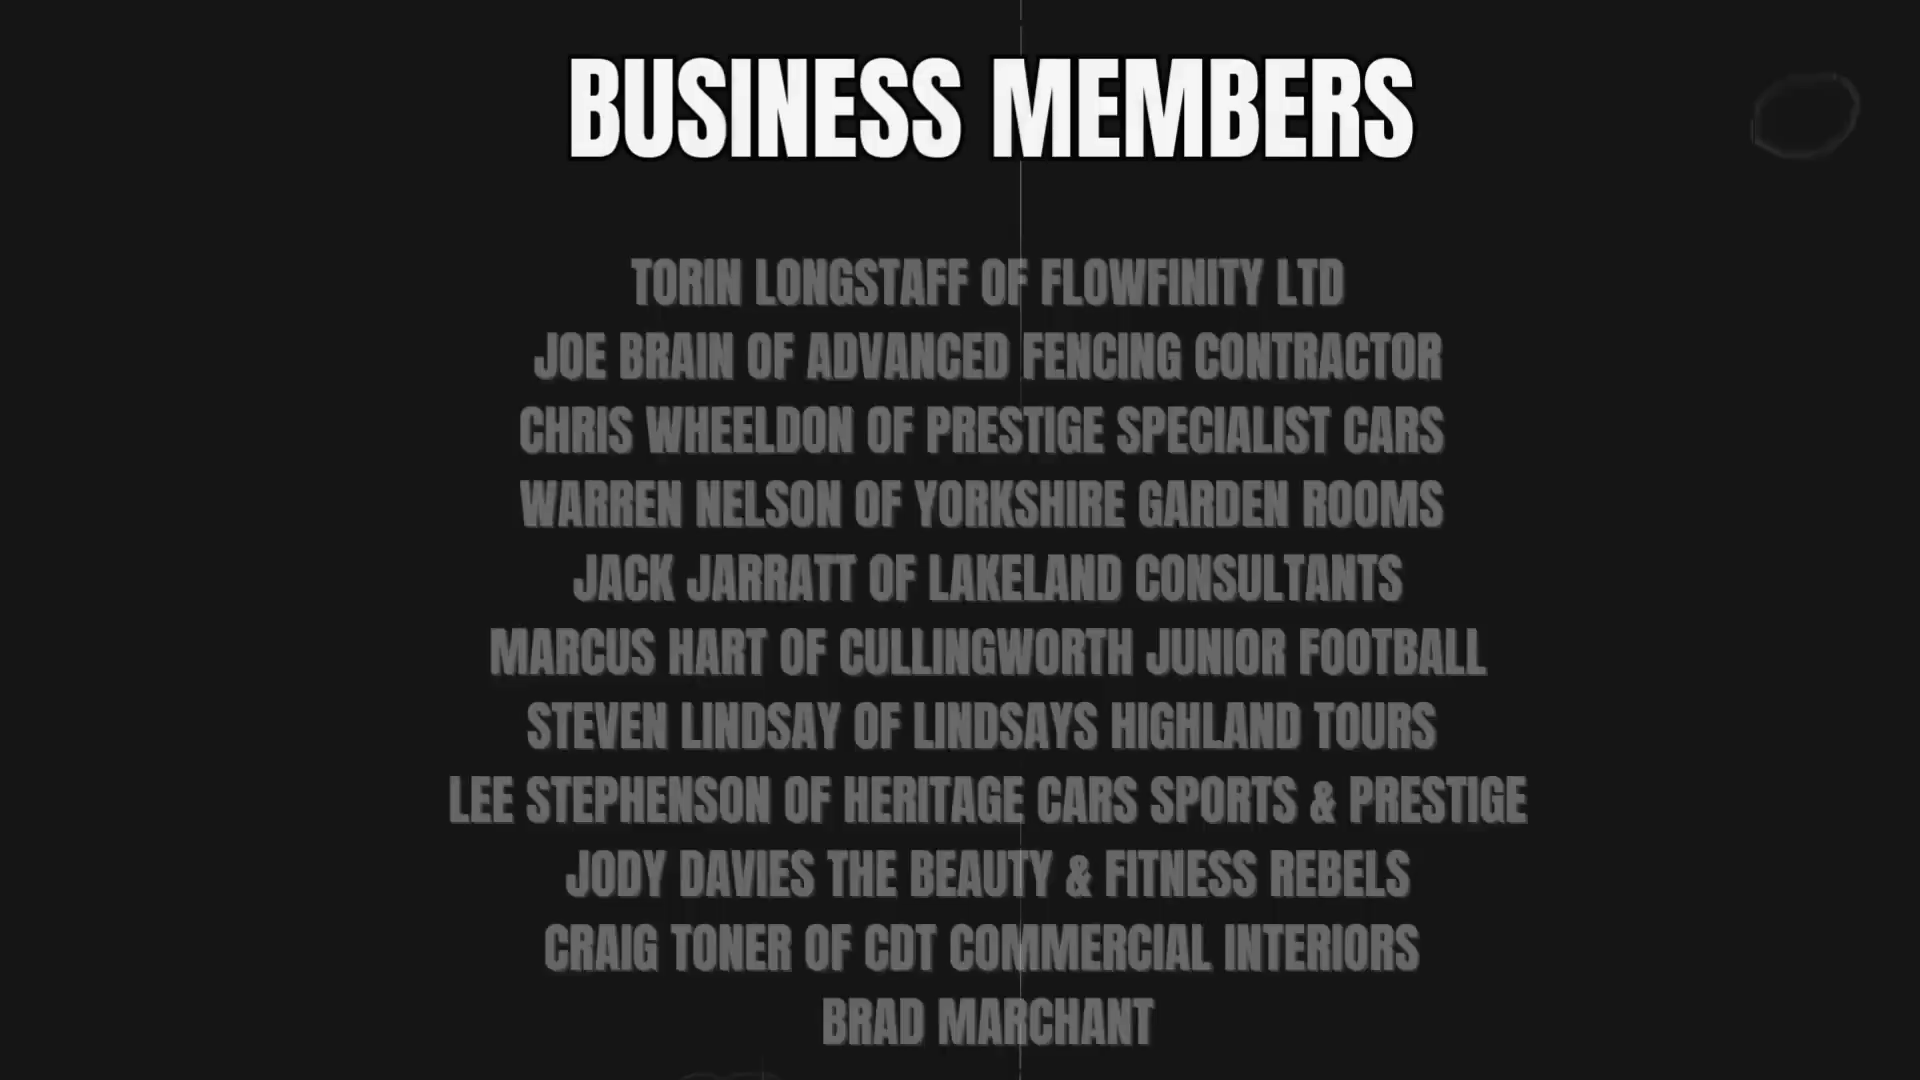 BUSINESS MEMBERS
TORIN LONGSTAFF OF FLOWFINITY LTD
JOE BRAIN OF ADVANCED FENCING CONTRACTOR
CHRIS WHEELDON OF PRESTIGE SPECIALIST CARS
WARREN NELSON OF YORKSHIRE GARDEN ROOMS
JACK JARRATT OF LAKELAND CONSULTANTS
MARCUS HART OF CULLINGWORTH JUNIOR FOOTBALL
STEVEN LINDSAY OF LINDSAYS HIGHLAND TOURS
LEE STEPHENSON OF HERITAGE CARS SPORTS & PRESTIGE
JODY DAVIES THE BEAUTY & FITNESS REBELS
CRAIG TONER OF CDT COMMERCIAL INTERIORS
BRAD MARCHANT